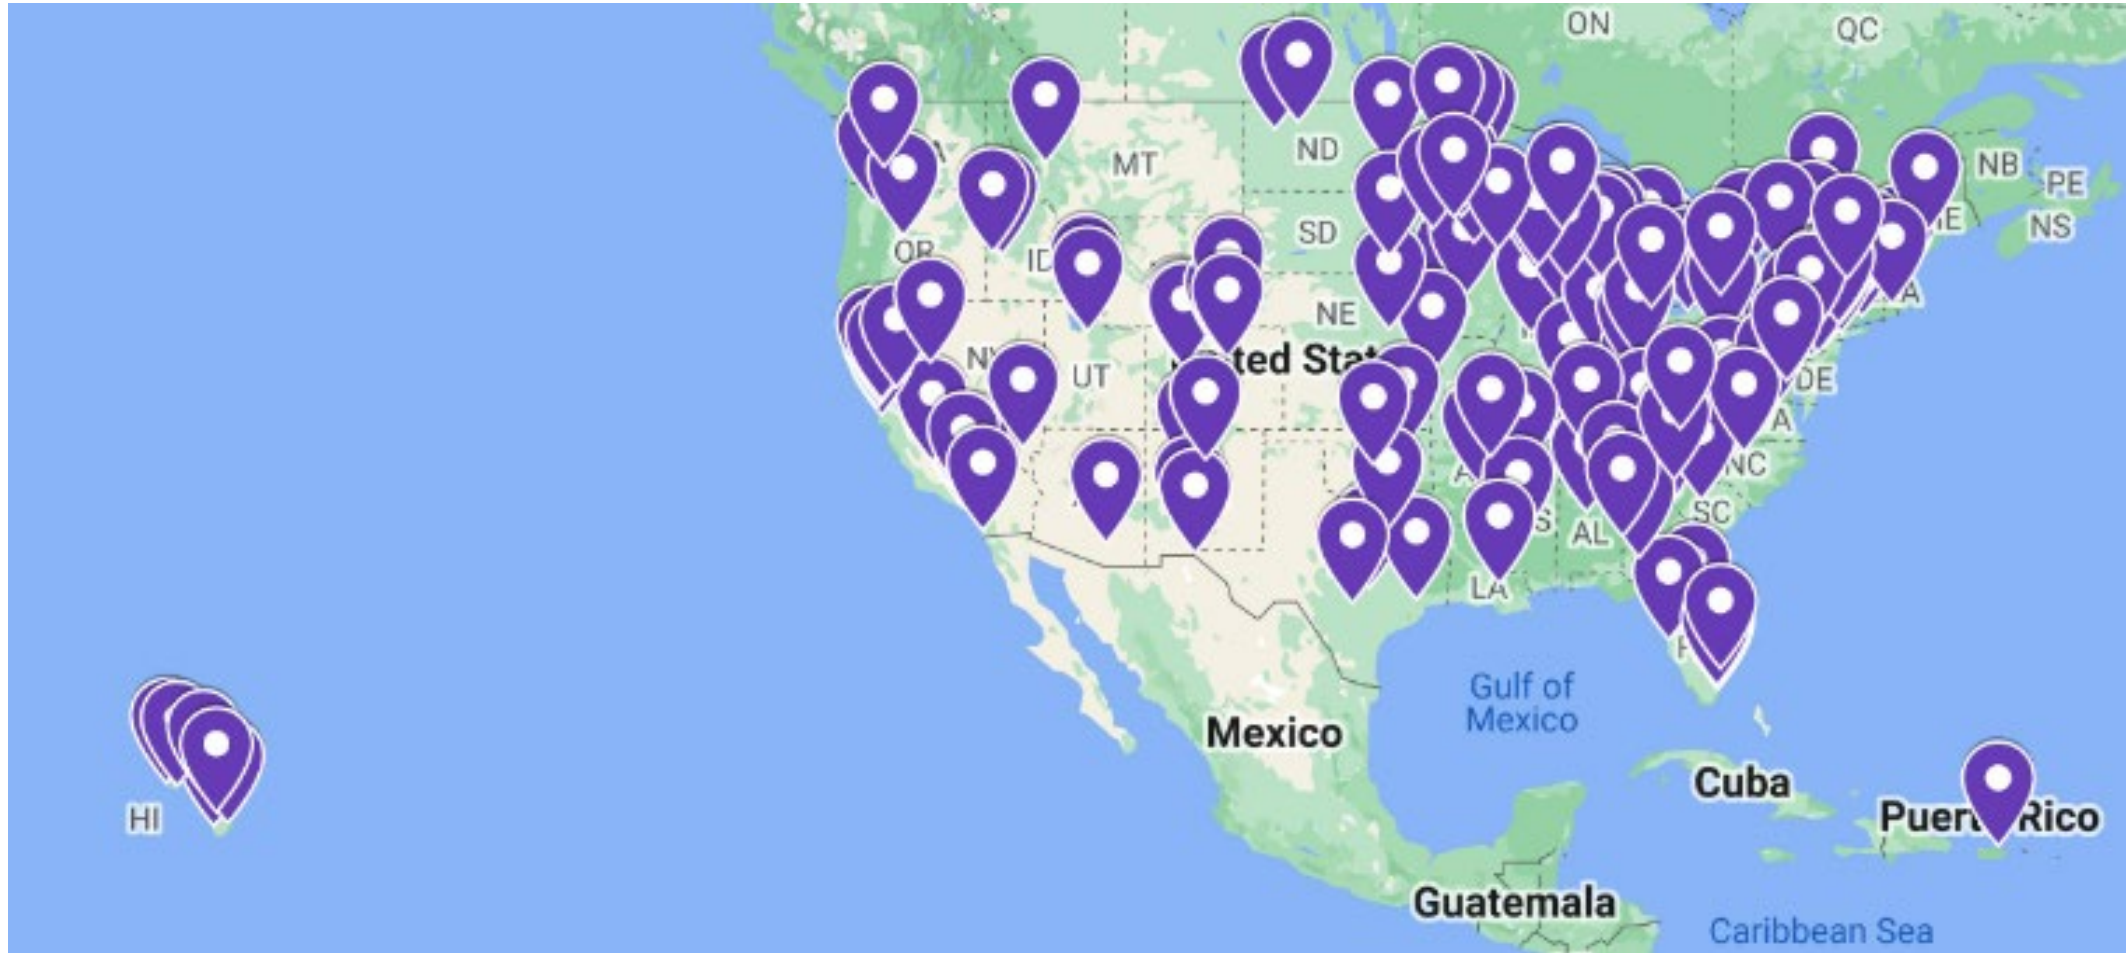 ON
QC
ND
MT
NB
PE
NS
SD
OR
NE
UT
DE
NC
SC
AL
LA
Gulf of
Mexico
Mexico
Cuba
HI
Guatemala
Caribbean Sea